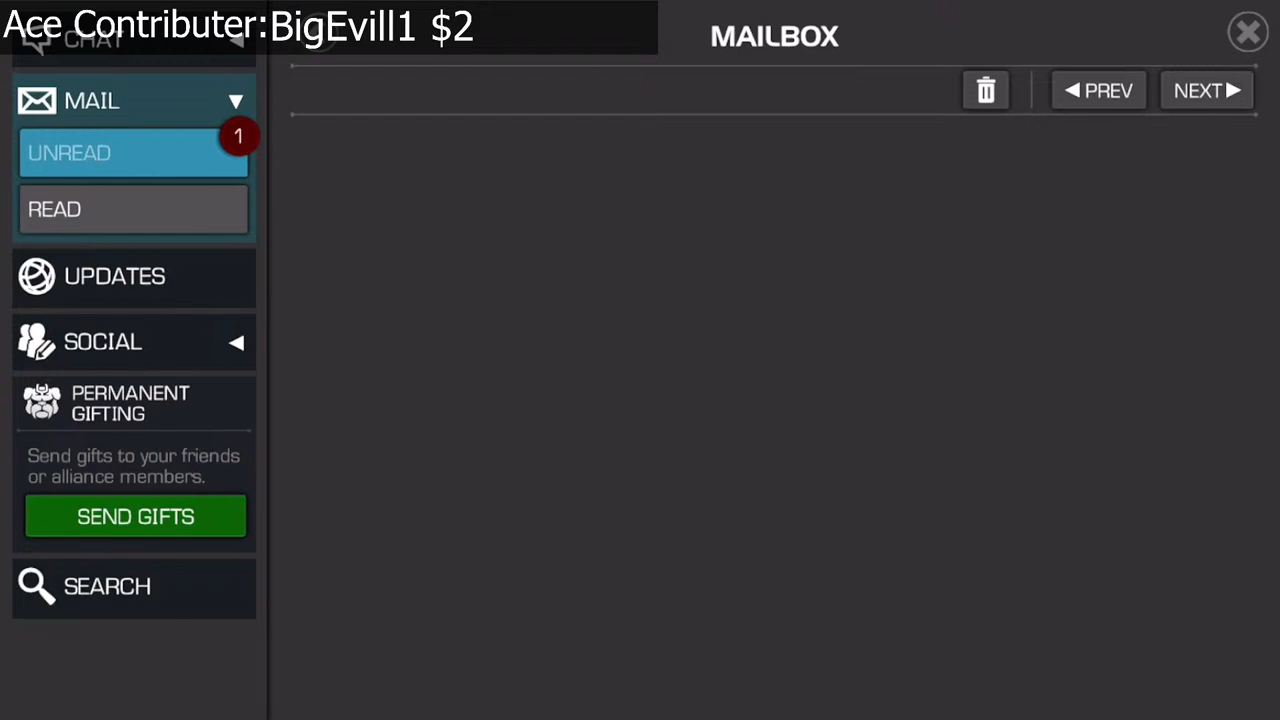 Ace Contributer:BigEvill1 $2
CHAT
MAILBOX
MAIL
1
UNREAD
READ
PREV
NEXT
UPDATES
SOCIAL
PERMANENT
GIFTING
Send gifts to your friends
or alliance members.
SEND GIFTS
SEARCH